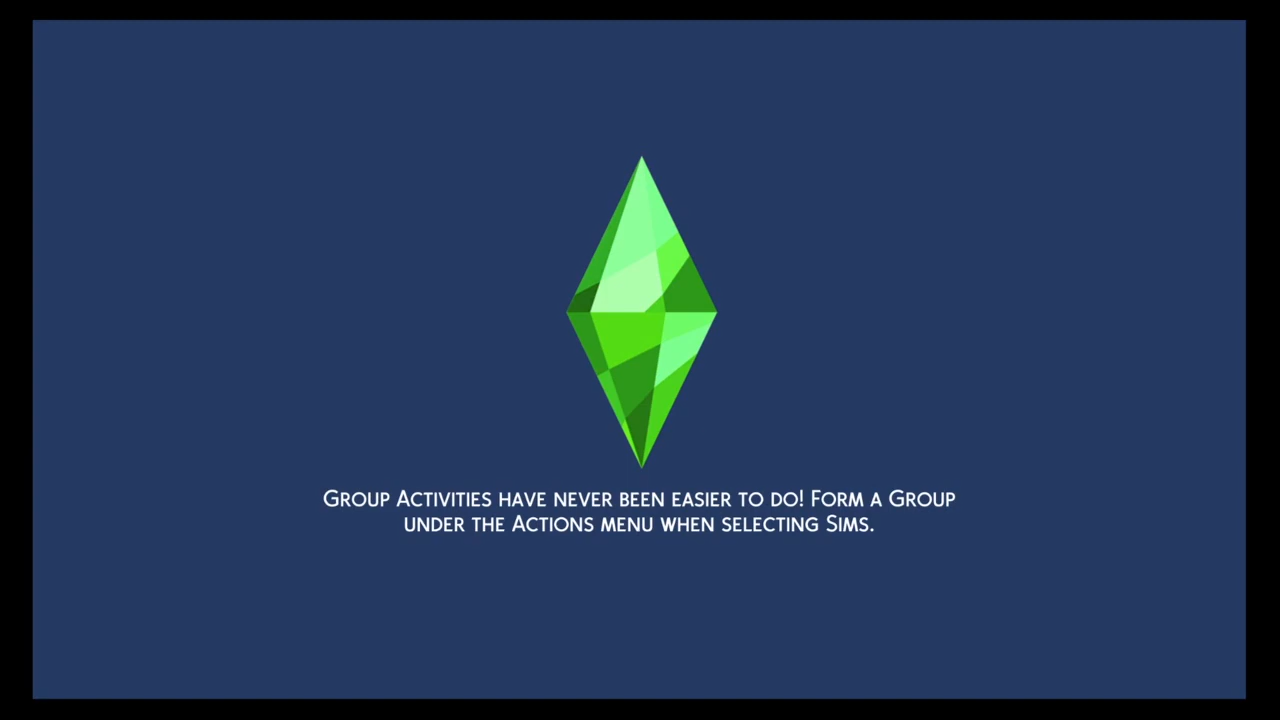 Group Activities have never been easier to do! Form a Group
under the Actions menu when selecting Sims.